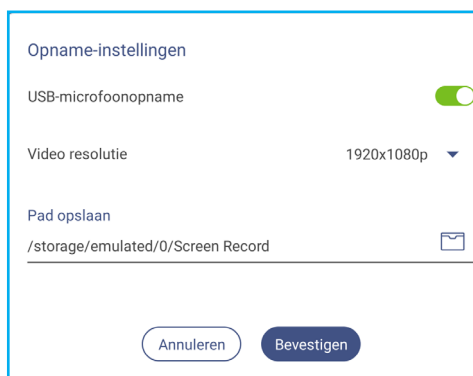 Opname-instellingen
USB-microfoonopname
Video resolutie 1920x1080p
Pad opslaan
/storage/emulated/0/Screen Record
Annuleren Bevestigen